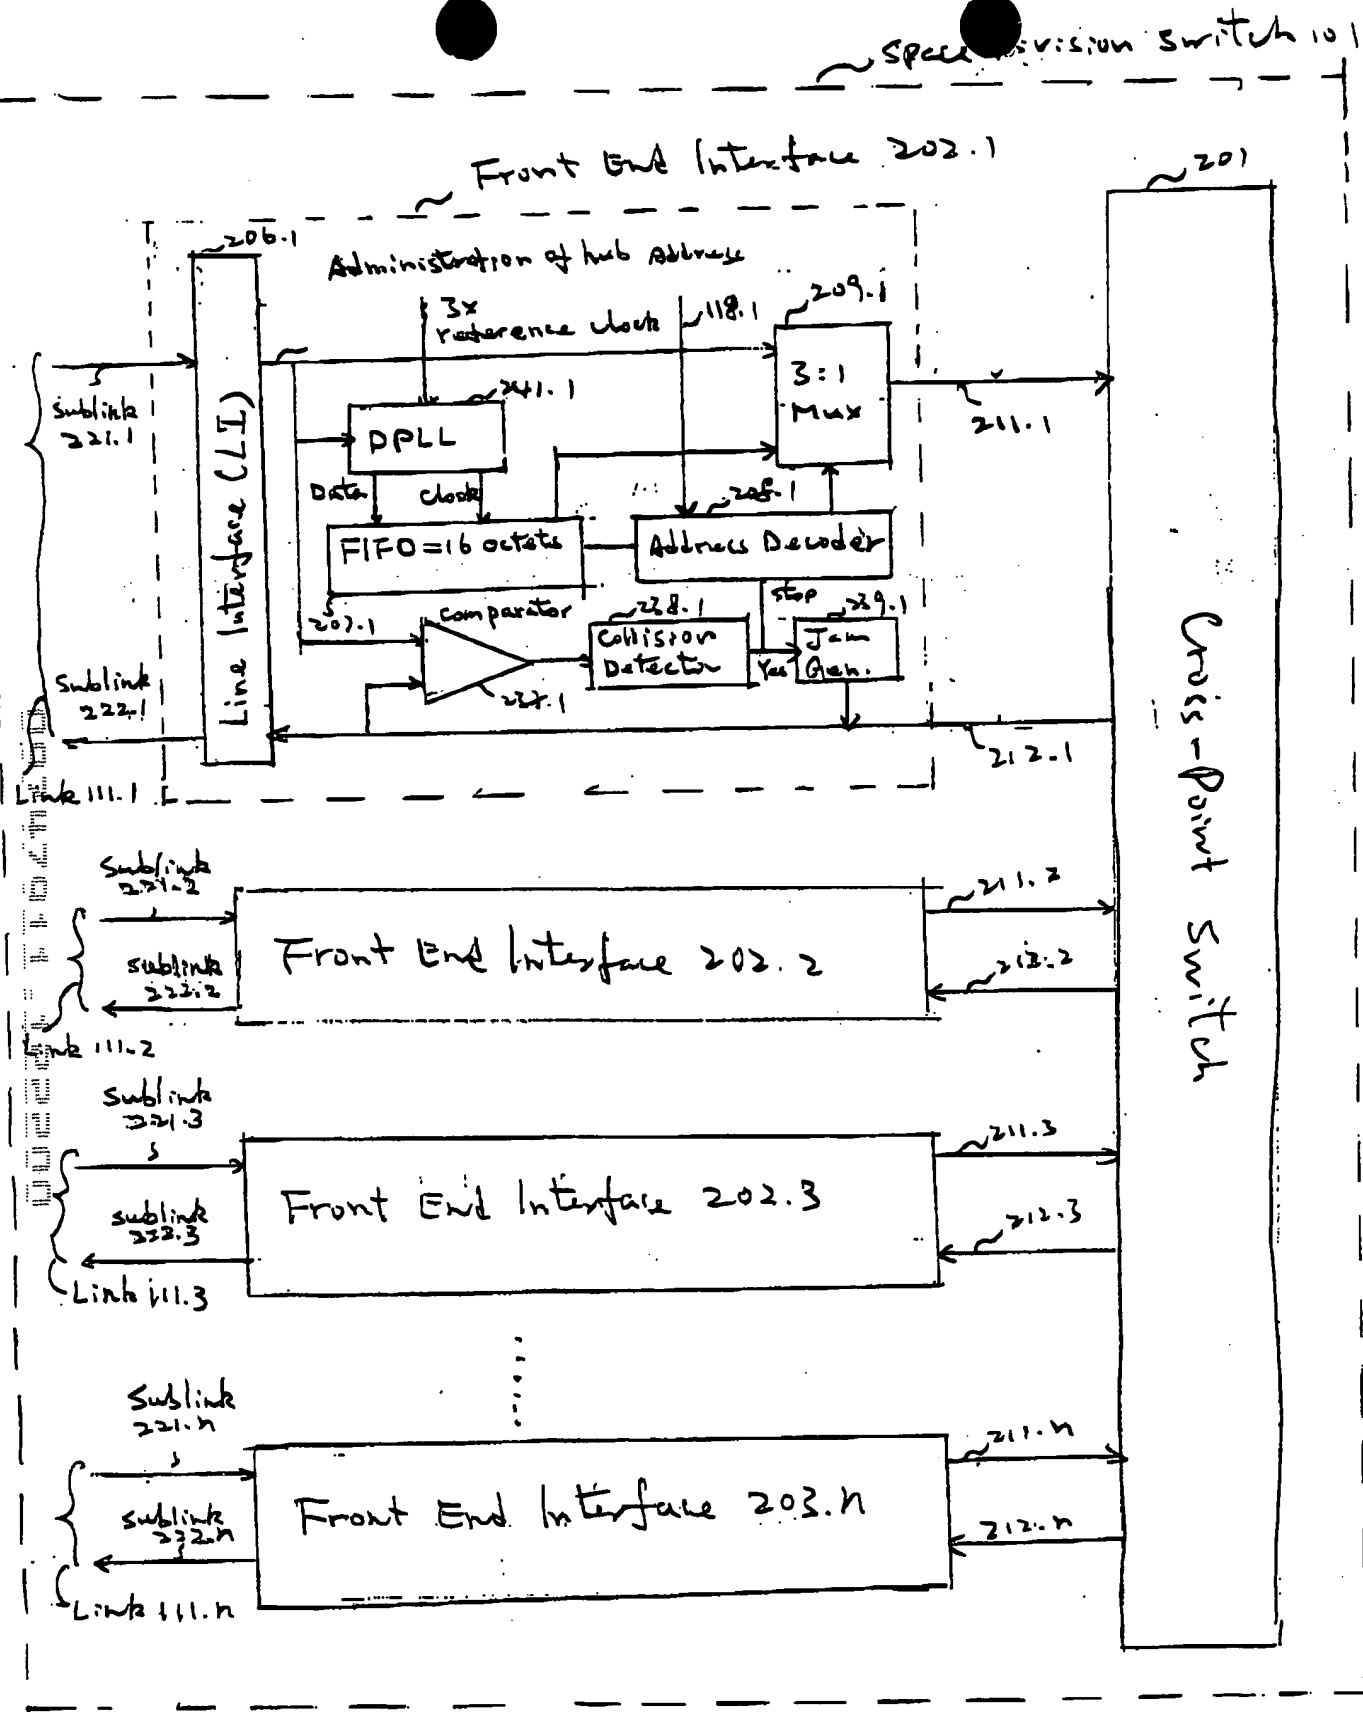 Space Division Switch 101
Front End Interface 202.1
201
206.1
Administration of hub Address
3x
reference clock
118.1
209.1
3:1
Mux
211.1
Sublink
221.1
241.1
DPLL
Data
Clock
208.1
FIFO=16 octets
Address Decoder
Line Interface (LI)
207.1
comparator
237.1
238.1
Collision
Detector
Stop
Yes
239.1
Jam
Gen.
Sublink
222.1
212.1
Link 111.1
Cross-Point Switch
Sublink
221.2
211.2
Front End Interface 202.2
Sublink
222.2
212.2
Link 111.2
Sublink
221.3
211.3
Front End Interface 202.3
Sublink
222.3
212.3
Link 111.3
Sublink
221.n
211.n
Front End Interface 203.n
Sublink
222.n
212.n
Link 111.n